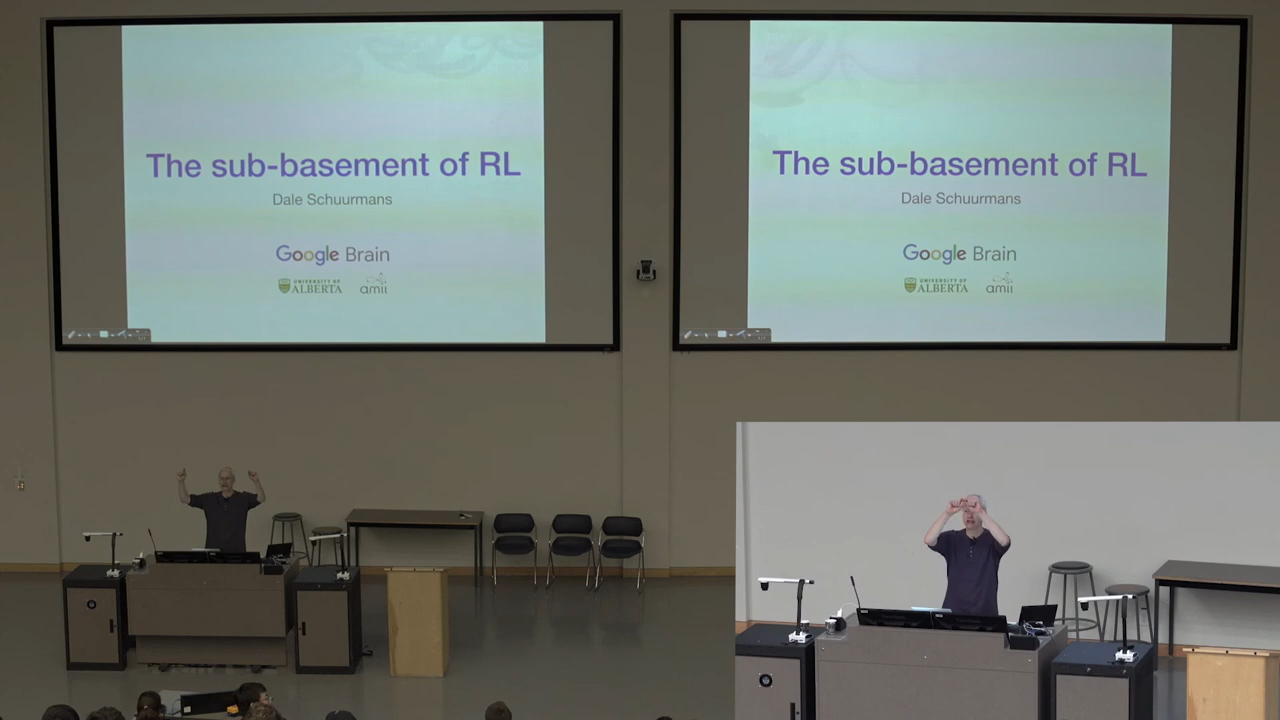 The sub-basement of RL
Dale Schuurmans
Google Brain
UNIVERSITY OF
ALBERTA
amii
The sub-basement of RL
Dale Schuurmans
Google Brain
UNIVERSITY OF
ALBERTA
amii